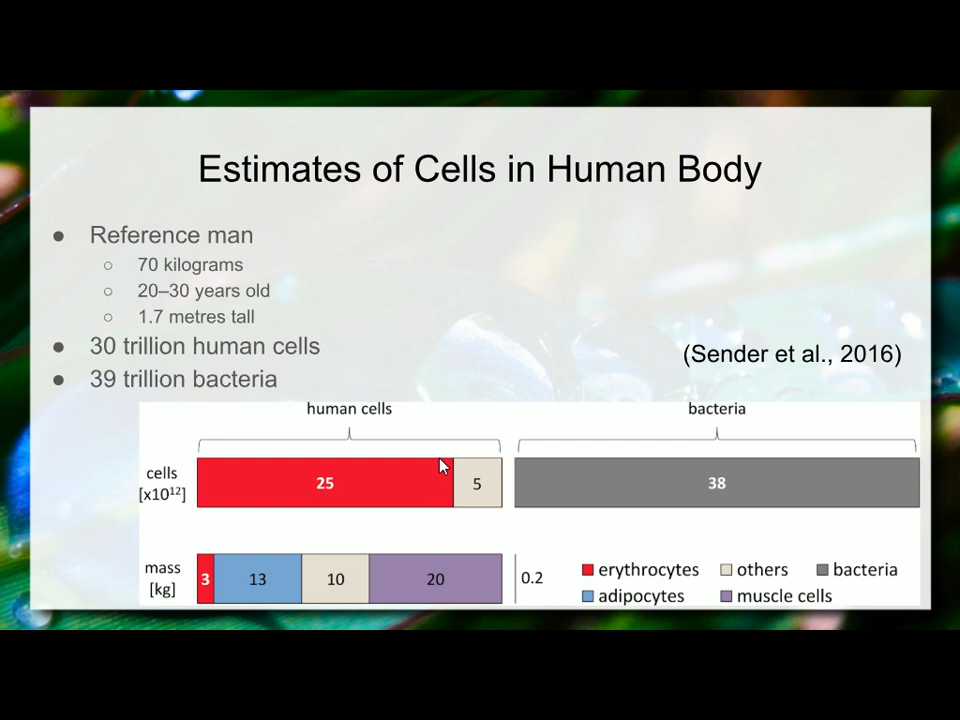 Estimates of Cells in Human Body
● Reference man
○ 70 kilograms
○ 20–30 years old
○ 1.7 metres tall
● 30 trillion human cells
● 39 trillion bacteria
(Sender et al., 2016)
human cells bacteria
cells
[x10¹²]
25 5 38
mass
[kg]
3 13 10 20 0.2
erythrocytes others bacteria
adipocytes muscle cells